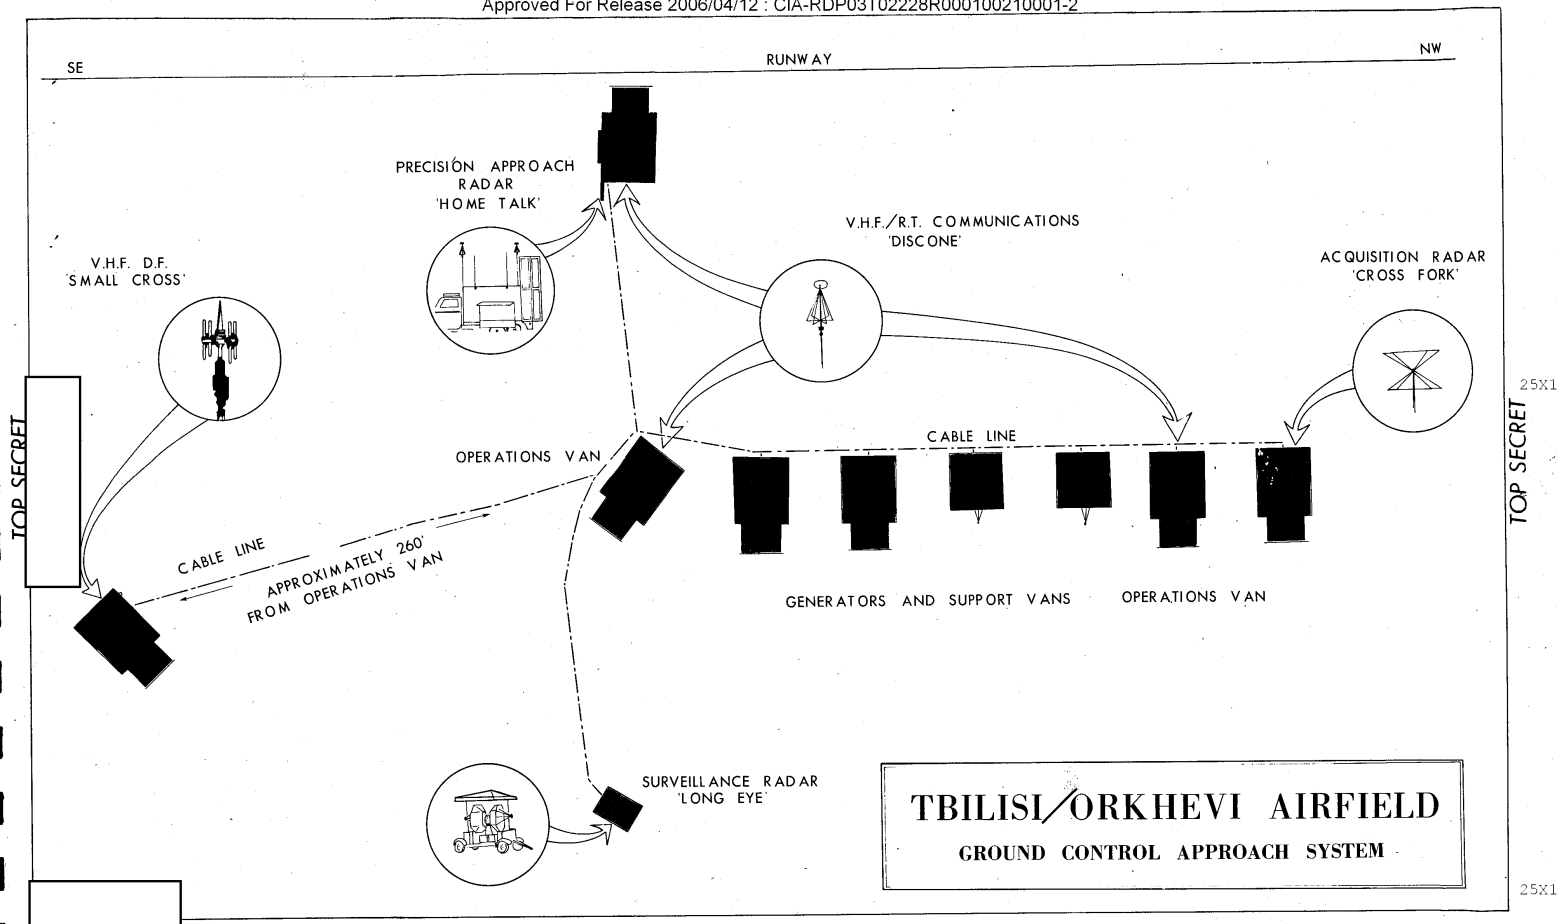 Approved For Release 2006/04/12 : CIA-RDP03T02228R000100210001-2
SE
RUNWAY
NW
PRECISION APPROACH
RADAR
'HOME TALK'
V.H.F./R.T. COMMUNICATIONS
'DISCONE'
V.H.F. D.F.
'SMALL CROSS'
ACQUISITION RADAR
'CROSS FORK'
25X1
TOP SECRET
TOP SECRET
OPERATIONS VAN
CABLE LINE
CABLE LINE
APPROXIMATELY 260'
FROM OPERATIONS VAN
GENERATORS AND SUPPORT VANS
OPERATIONS VAN
SURVEILLANCE RADAR
'LONG EYE'
TBILISI/ORKHEVI AIRFIELD
GROUND CONTROL APPROACH SYSTEM
25X1